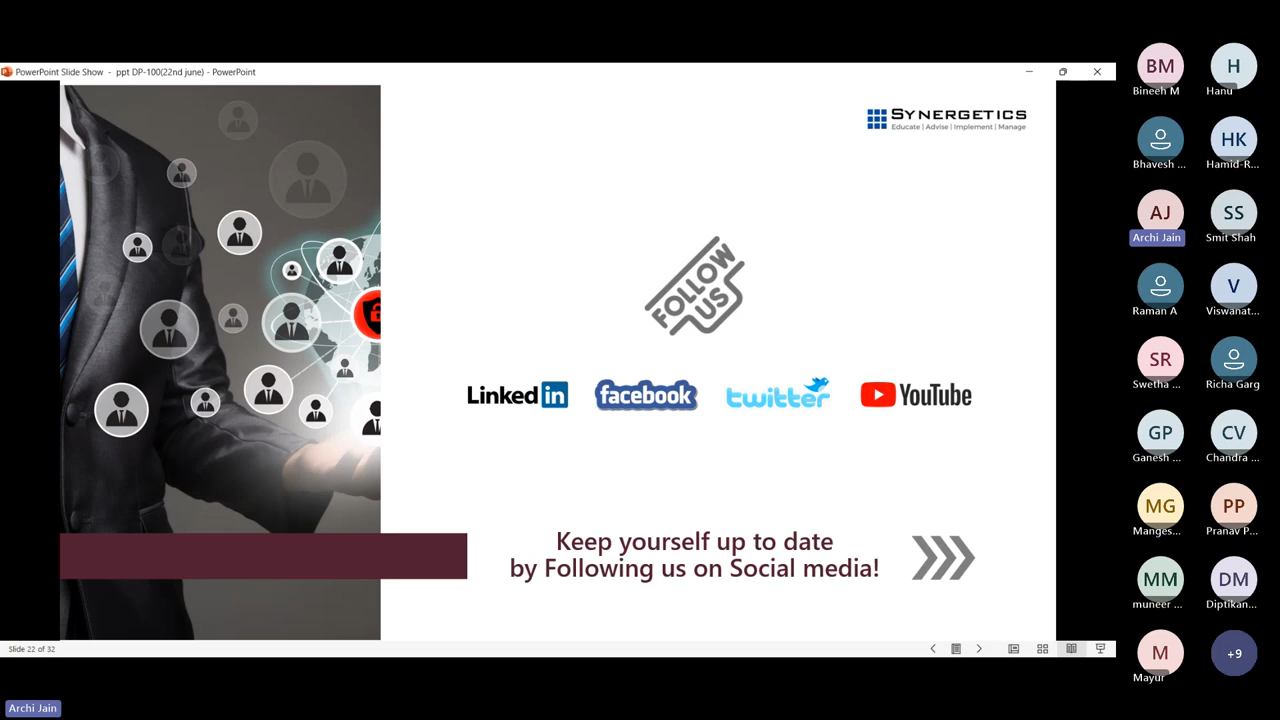 PowerPoint Slide Show - ppt DP-100(22nd june) - PowerPoint
SYNERGETICS
Educate | Advise | Implement | Manage
FOLLOW
US
Linked in
facebook
twitter
YouTube
Keep yourself up to date
by Following us on Social media!
Slide 22 of 32
Archi Jain
BM
Bineeh M
H
Hanu
Bhavesh ...
HK
Hamid-R...
AJ
Archi Jain
SS
Smit Shah
Raman A
V
Viswanat...
SR
Swetha ...
Richa Garg
GP
Ganesh ...
CV
Chandra ...
MG
Manges...
PP
Pranav P...
MM
muneer ...
DM
Diptikan...
M
Mayur
+9